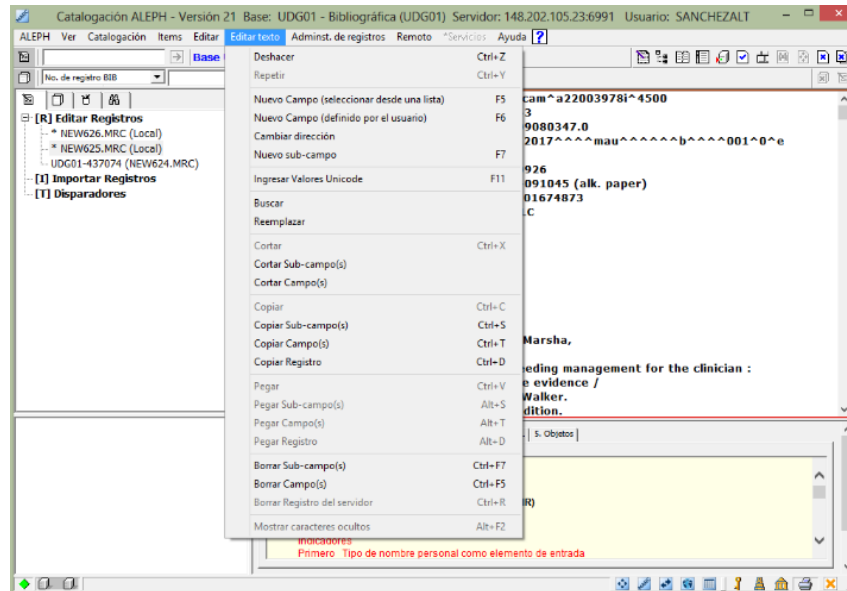 Catalogación ALEPH - Versión 21 Base: UDG01 - Bibliográfica (UDG01) Servidor: 148.202.105.23:6991 Usuario: SANCHEZALT
ALEPH Ver Catalogación Items Editar Editar texto Adminst. de registros Remoto *Servicios Ayuda ?
Base
No. de registro BIB
[R] Editar Registros
* NEW626.MRC (Local)
* NEW625.MRC (Local)
UDG01-437074 (NEW624.MRC)
[I] Importar Registros
[T] Disparadores
Deshacer Ctrl+Z
Repetir Ctrl+Y
Nuevo Campo (seleccionar desde una lista) F5
Nuevo Campo (definido por el usuario) F6
Cambiar dirección
Nuevo sub-campo F7
Ingresar Valores Unicode F11
Buscar
Reemplazar
Cortar Ctrl+X
Cortar Sub-campo(s)
Cortar Campo(s)
Copiar Ctrl+C
Copiar Sub-campo(s) Ctrl+S
Copiar Campo(s) Ctrl+T
Copiar Registro Ctrl+D
Pegar Ctrl+V
Pegar Sub-campo(s) Alt+S
Pegar Campo(s) Alt+T
Pegar Registro Alt+D
Borrar Sub-campo(s) Ctrl+F7
Borrar Campo(s) Ctrl+F5
Borrar Registro del servidor Ctrl+R
Mostrar caracteres ocultos Alt+F2
cam^a22003978i^4500
3
9080347.0
2017^^^^mau^^^^^^b^^^^001^0^e
926
091045 (alk. paper)
01674873
.C
Marsha,
eding management for the clinician :
e evidence /
Walker.
dition.
5. Objetos
R)
Indicadores
Primero Tipo de nombre personal como elemento de entrada